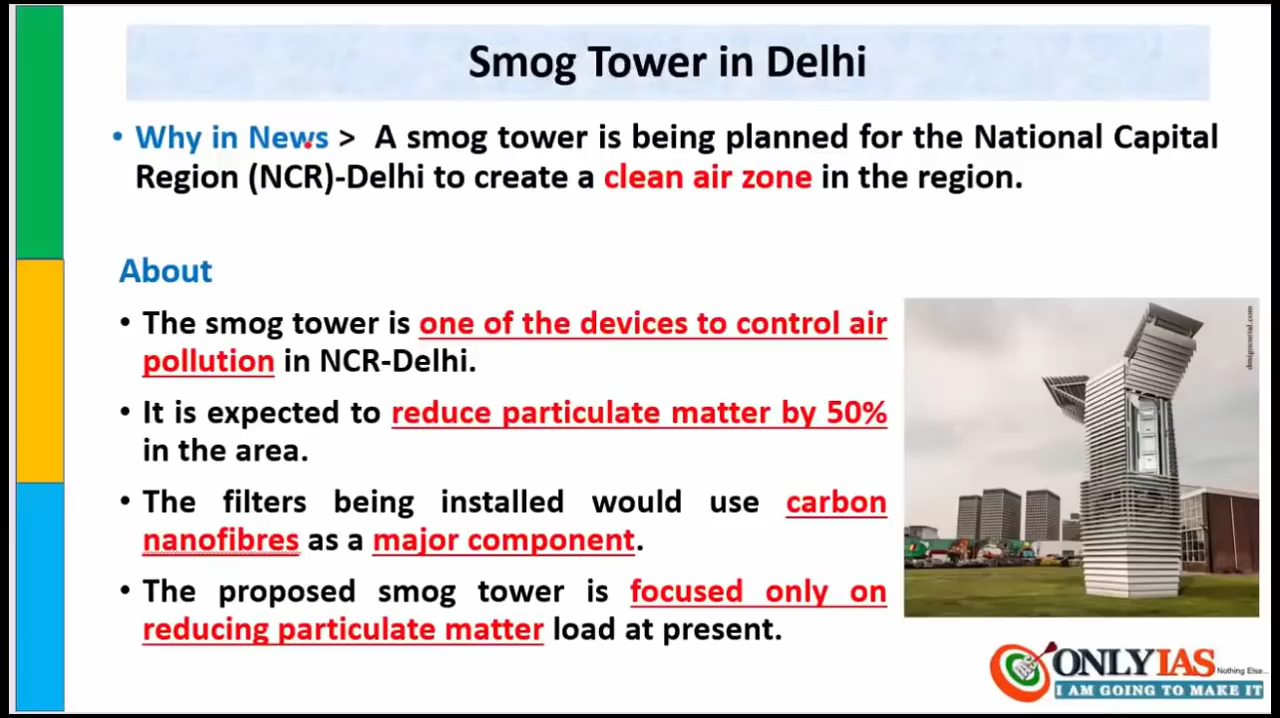 Smog Tower in Delhi
• Why in News > A smog tower is being planned for the National Capital
Region (NCR)-Delhi to create a clean air zone in the region.
About
• The smog tower is one of the devices to control air
pollution in NCR-Delhi.
• It is expected to reduce particulate matter by 50%
in the area.
• The filters being installed would use carbon
nanofibres as a major component.
• The proposed smog tower is focused only on
reducing particulate matter load at present.
ONLYIAS Nothing Else...
I AM GOING TO MAKE IT